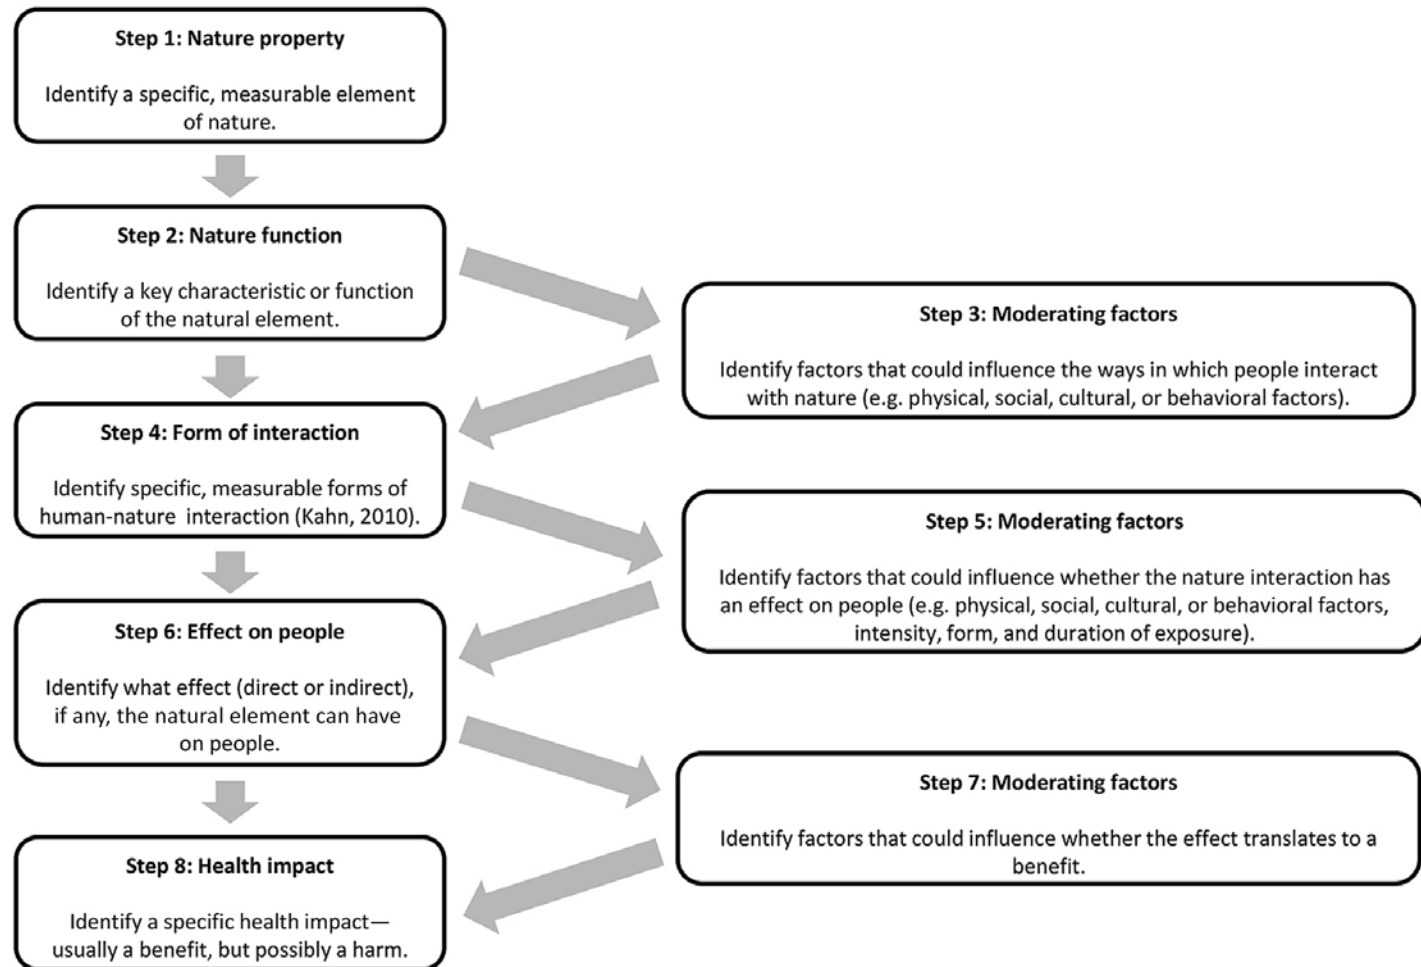 Step 1: Nature property
Identify a specific, measurable element
of nature.
Step 2: Nature function
Identify a key characteristic or function
of the natural element.
Step 3: Moderating factors
Identify factors that could influence the ways in which people interact
with nature (e.g. physical, social, cultural, or behavioral factors).
Step 4: Form of interaction
Identify specific, measurable forms of
human-nature interaction (Kahn, 2010).
Step 5: Moderating factors
Identify factors that could influence whether the nature interaction has
an effect on people (e.g. physical, social, cultural, or behavioral factors,
intensity, form, and duration of exposure).
Step 6: Effect on people
Identify what effect (direct or indirect),
if any, the natural element can have
on people.
Step 7: Moderating factors
Identify factors that could influence whether the effect translates to a
benefit.
Step 8: Health impact
Identify a specific health impact—
usually a benefit, but possibly a harm.